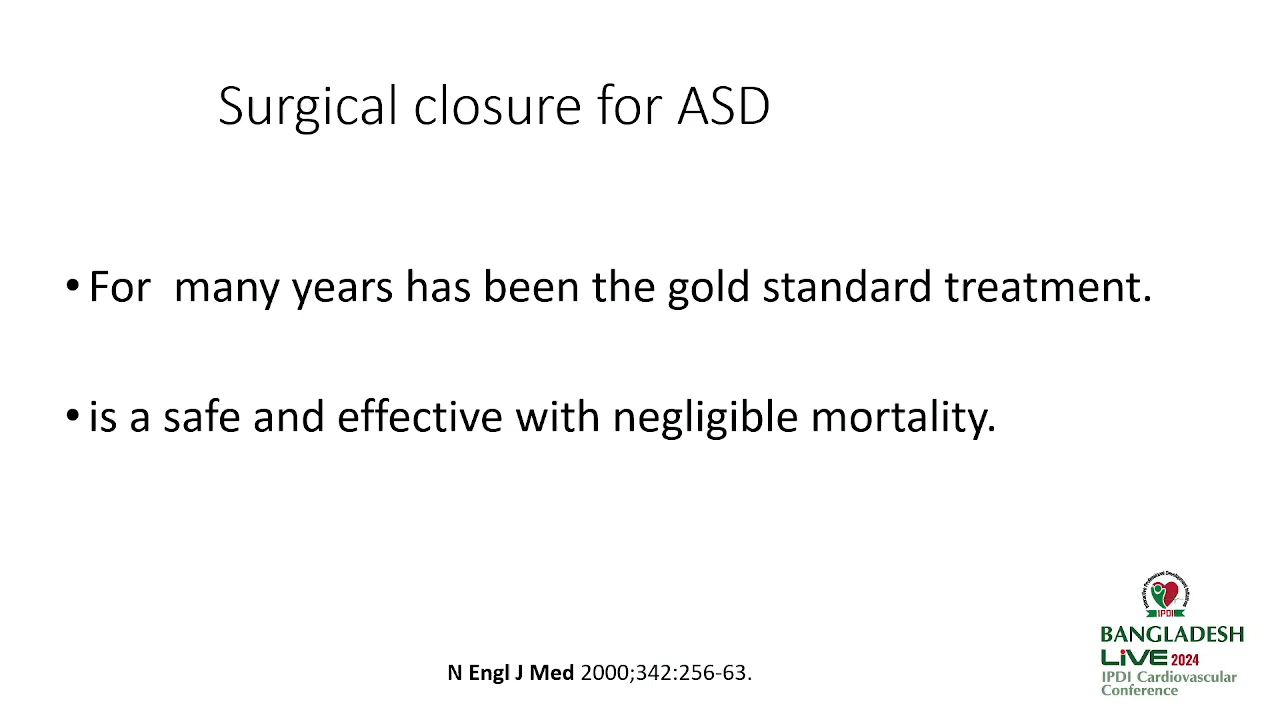 Surgical closure for ASD
• For many years has been the gold standard treatment.
• is a safe and effective with negligible mortality.
IPDI
BANGLADESH
LiVE 2024
IPDI Cardiovascular
Conference
N Engl J Med 2000;342:256-63.